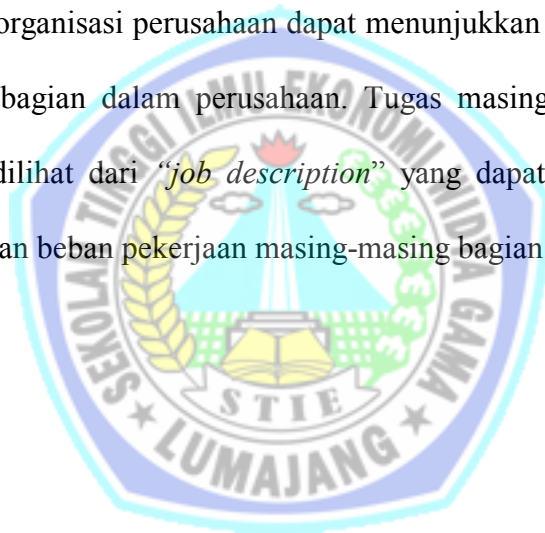 organisasi perusahaan dapat menunjukkan
bagian dalam perusahaan. Tugas masing
dilihat dari “job description” yang dapat
an beban pekerjaan masing-masing bagian
SEKOLAH TINGGI ILMU EKONOMI WIDYA GAMA
STIE
LUMAJANG